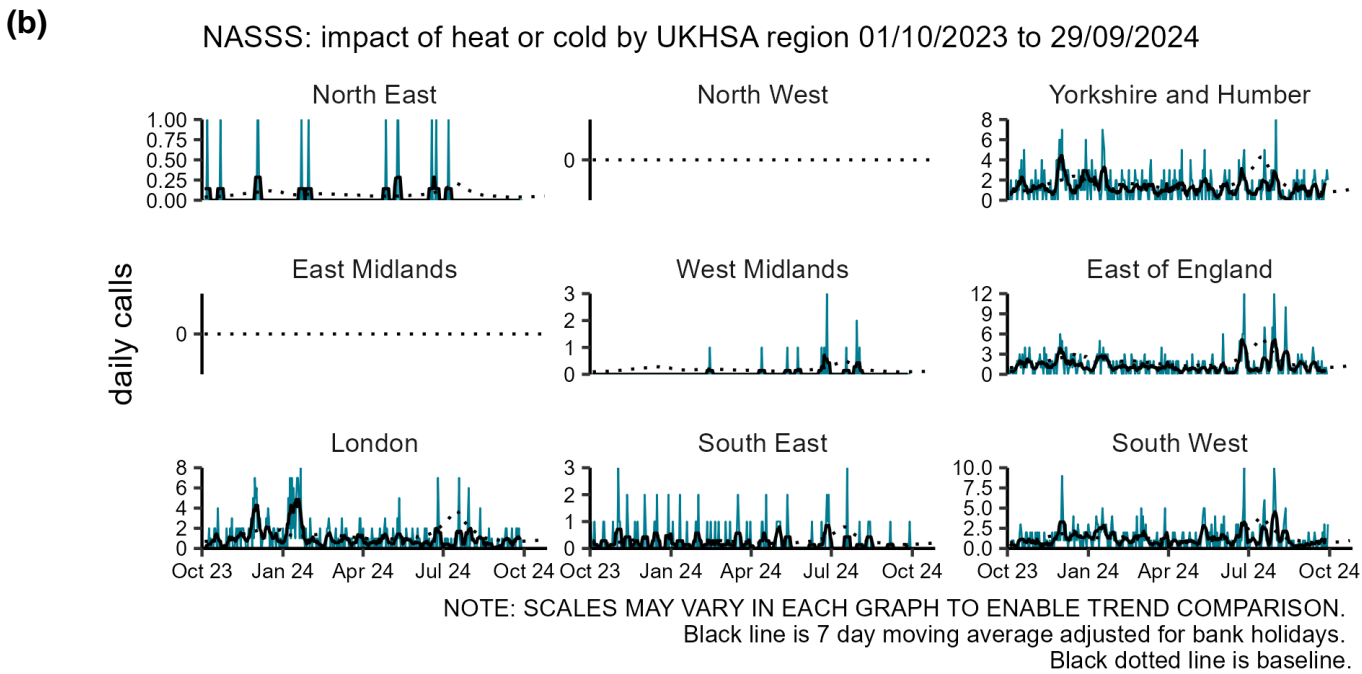 (b)
NASSS: impact of heat or cold by UKHSA region 01/10/2023 to 29/09/2024
daily calls
North East
1.00
0.75
0.50
0.25
0.00
North West
0
Yorkshire and Humber
8
6
4
2
0
East Midlands
0
West Midlands
3
2
1
0
East of England
12
9
6
3
0
London
8
6
4
2
0
Oct 23 Jan 24 Apr 24 Jul 24 Oct 24
South East
3
2
1
0
Oct 23 Jan 24 Apr 24 Jul 24 Oct 24
South West
10.0
7.5
5.0
2.5
0.0
Oct 23 Jan 24 Apr 24 Jul 24 Oct 24
NOTE: SCALES MAY VARY IN EACH GRAPH TO ENABLE TREND COMPARISON.
Black line is 7 day moving average adjusted for bank holidays.
Black dotted line is baseline.